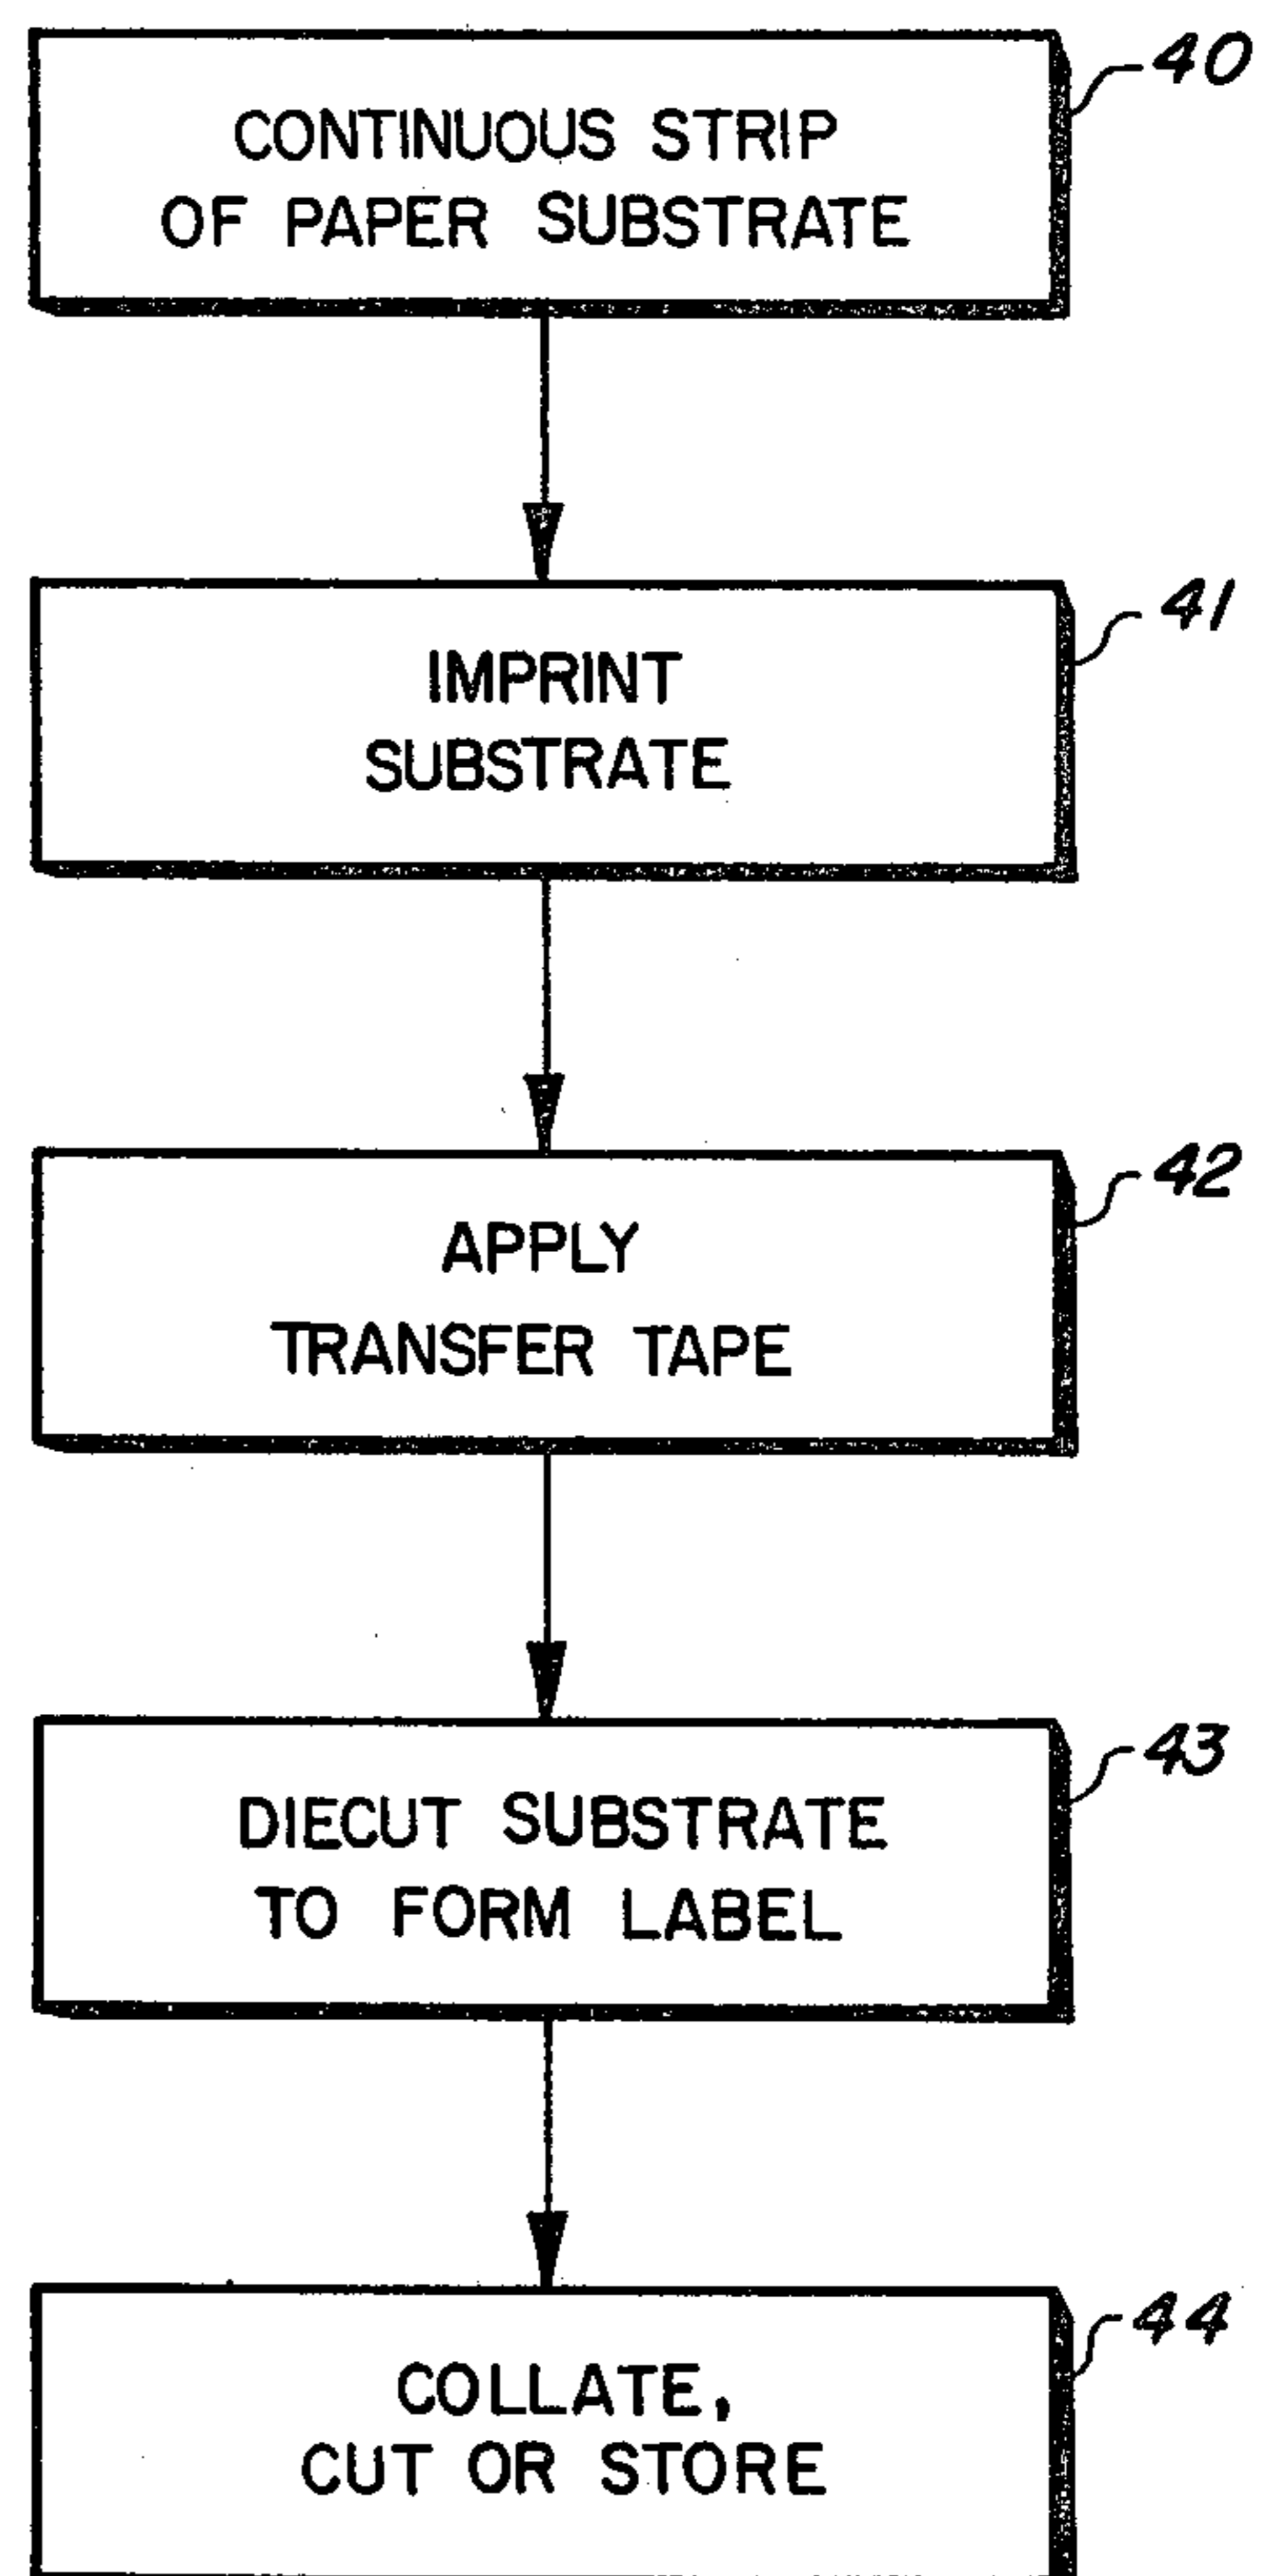 CONTINUOUS STRIP
OF PAPER SUBSTRATE
40
IMPRINT
SUBSTRATE
41
APPLY
TRANSFER TAPE
42
DIECUT SUBSTRATE
TO FORM LABEL
43
COLLATE,
CUT OR STORE
44